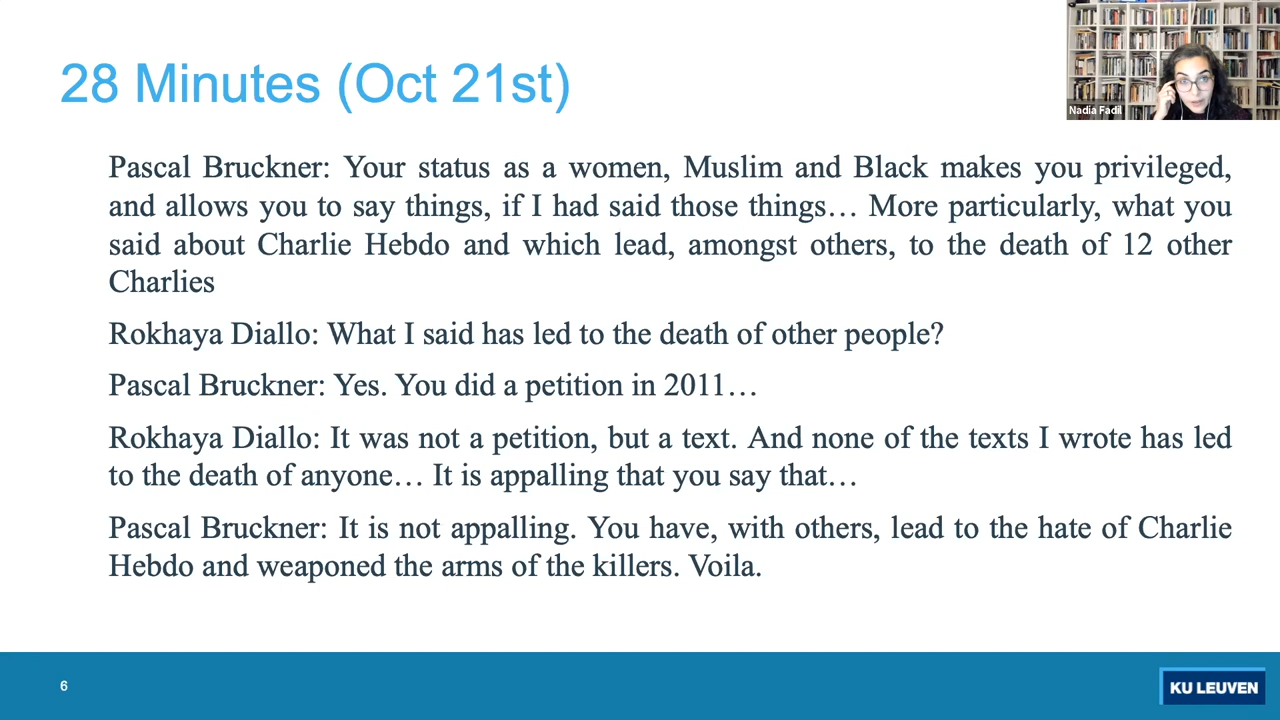 28 Minutes (Oct 21st)
Nadia Fadil
Pascal Bruckner: Your status as a women, Muslim and Black makes you privileged,
and allows you to say things, if I had said those things… More particularly, what you
said about Charlie Hebdo and which lead, amongst others, to the death of 12 other
Charlies
Rokhaya Diallo: What I said has led to the death of other people?
Pascal Bruckner: Yes. You did a petition in 2011…
Rokhaya Diallo: It was not a petition, but a text. And none of the texts I wrote has led
to the death of anyone… It is appalling that you say that…
Pascal Bruckner: It is not appalling. You have, with others, lead to the hate of Charlie
Hebdo and weaponed the arms of the killers. Voila.
6
KU LEUVEN